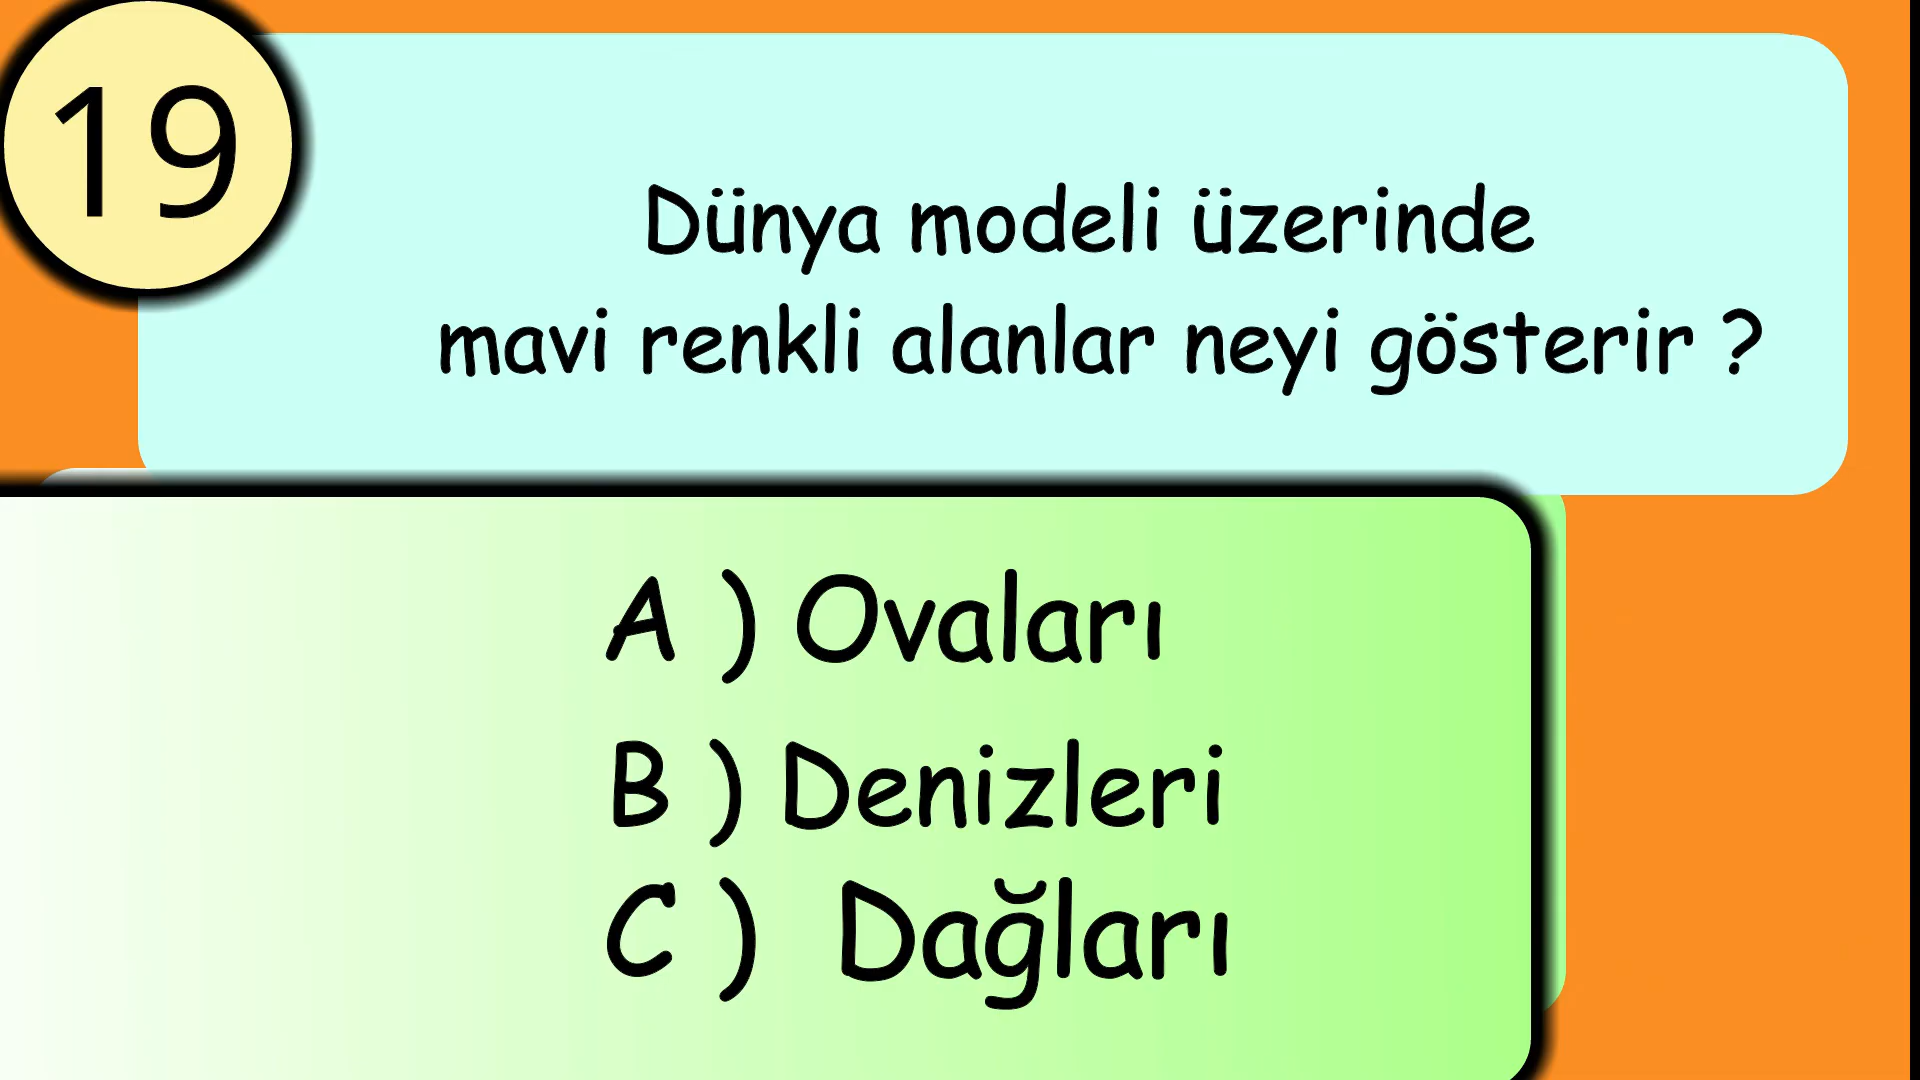 19
Dünya modeli üzerinde
mavi renkli alanlar neyi gösterir ?
A ) Ovaları
B ) Denizleri
C ) Dağları